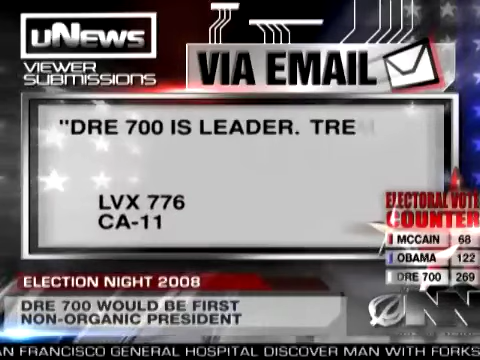 uNEWS
VIEWER
SUBMISSIONS
VIA EMAIL
"DRE 700 IS LEADER. TREM
LVX 776
CA-11
ELECTORAL VOTE
COUNTER
MCCAIN 68
OBAMA 122
DRE 700 269
ELECTION NIGHT 2008
DRE 700 WOULD BE FIRST
NON-ORGANIC PRESIDENT
AN FRANCISCO GENERAL HOSPITAL DISCOVER MAN WITH FORKS